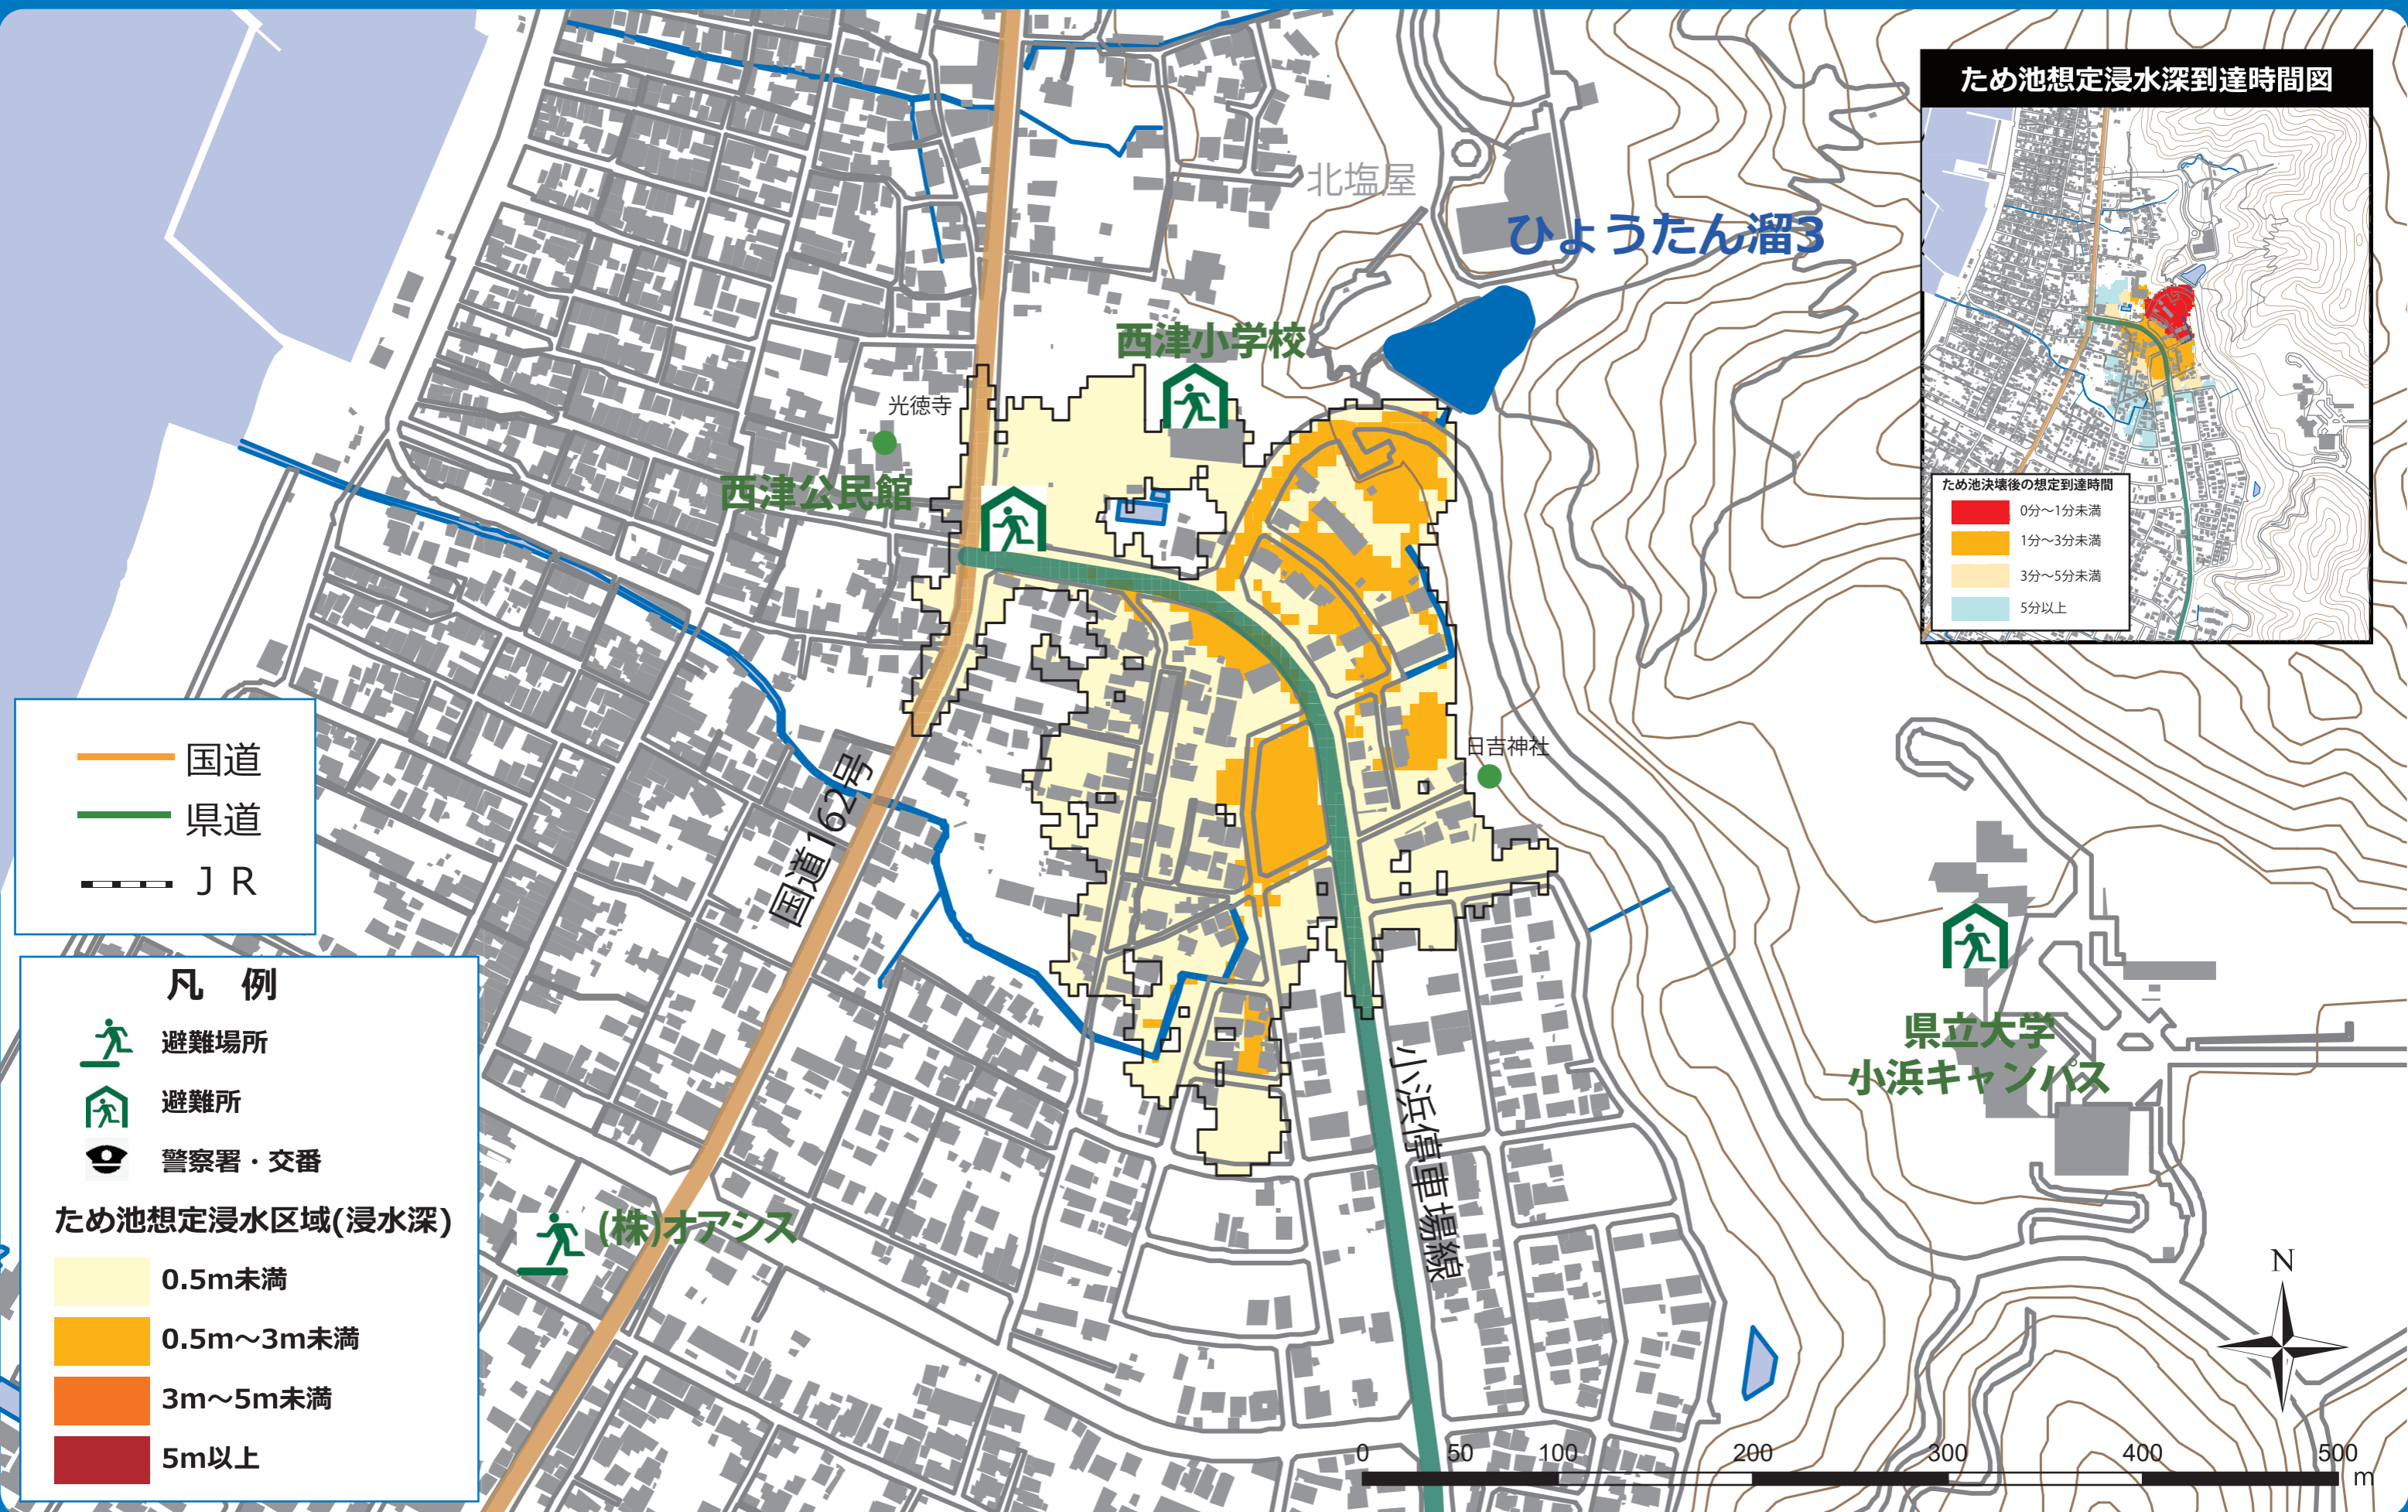 ため池想定浸水深到達時間図
北塩屋
ひょうたん溜3
西津小学校
光徳寺
西津公民館
ため池決壊後の想定到達時間
0分～1分未満
1分～3分未満
3分～5分未満
5分以上
日吉神社
国道162号
国道
県道
ＪＲ
県立大学
小浜キャンパス
小浜停車場線
(株)オアシス
凡 例
避難場所
避難所
警察署・交番
ため池想定浸水区域(浸水深)
0.5m未満
0.5m～3m未満
3m～5m未満
5m以上
N
0 50 100 200 300 400 500
m